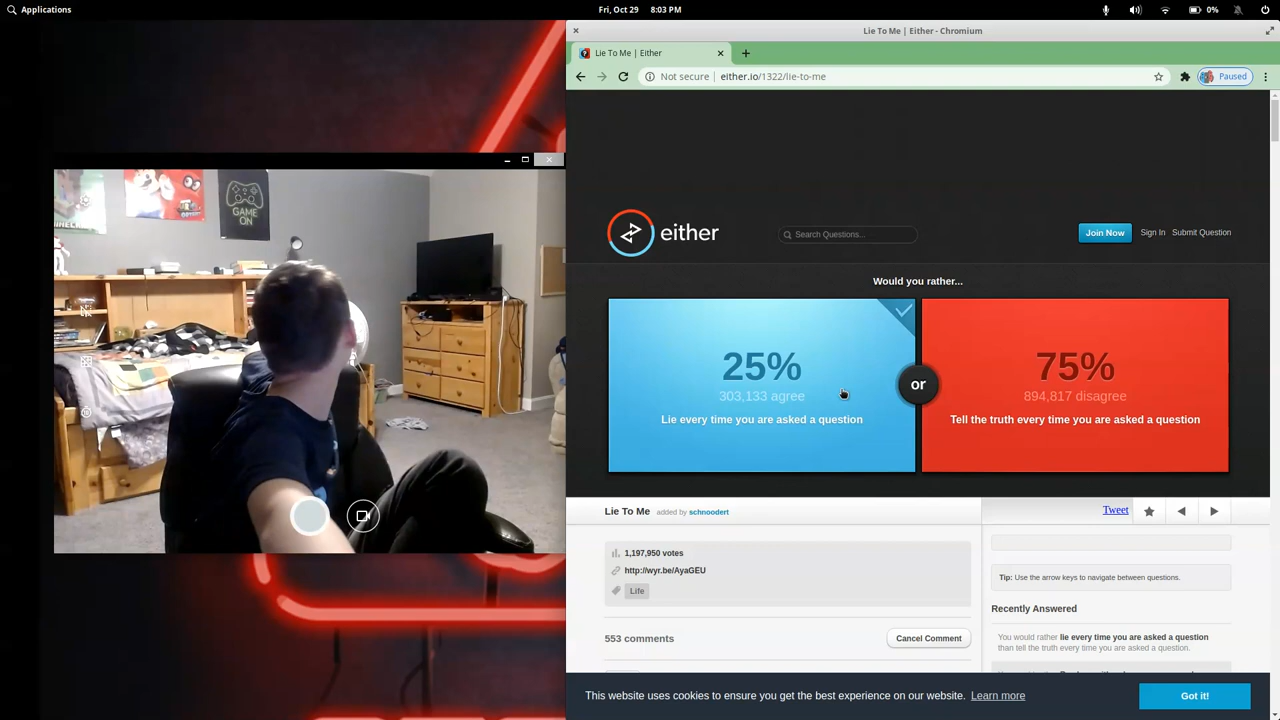 Applications
Fri, Oct 29 8:03 PM
0%
Lie To Me | Either - Chromium
Lie To Me | Either
Not secure either.io/1322/lie-to-me
Paused
GAME
ON
either
Search Questions...
Join Now Sign In Submit Question
Would you rather...
25%
303,133 agree
Lie every time you are asked a question
or
75%
894,817 disagree
Tell the truth every time you are asked a question
Lie To Me added by schnoodert
Tweet
1,197,950 votes
http://wyr.be/AyaGEU
Life
553 comments
Cancel Comment
Tip: Use the arrow keys to navigate between questions.
Recently Answered
You would rather lie every time you are asked a question
than tell the truth every time you are asked a question.
This website uses cookies to ensure you get the best experience on our website. Learn more
Got it!